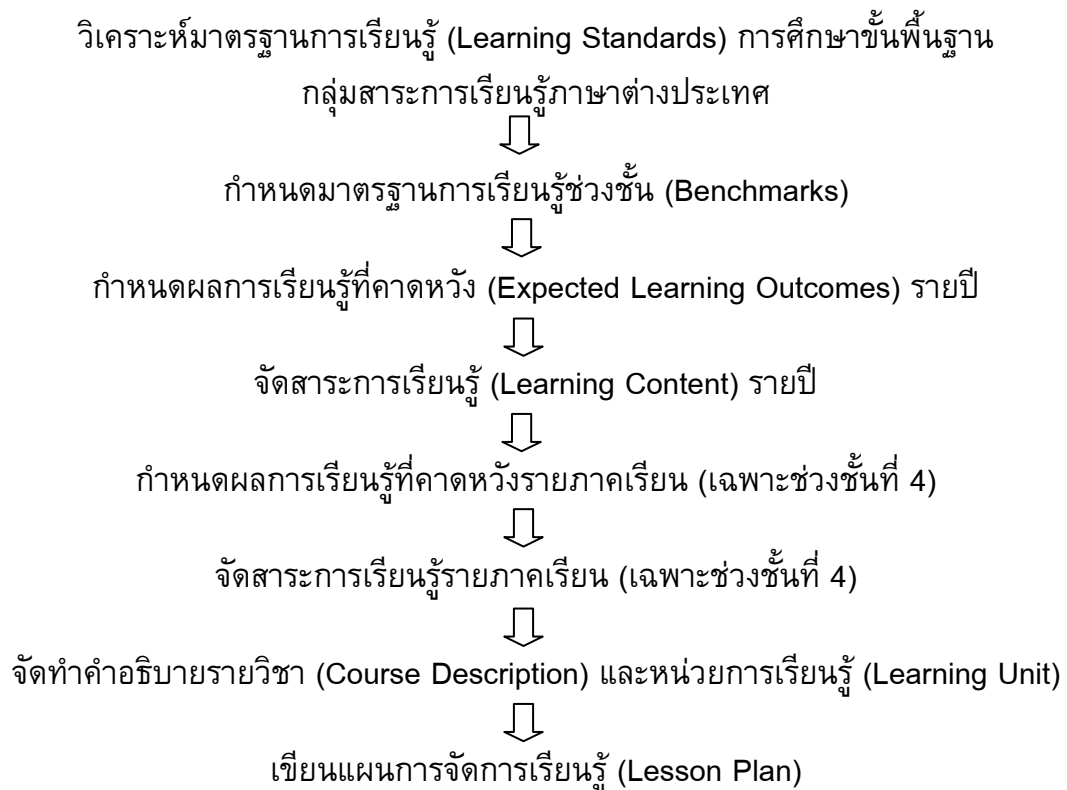 วิเคราะห์มาตรฐานการเรียนรู้ (Learning Standards) การศึกษาขั้นพื้นฐาน
กลุ่มสาระการเรียนรู้ภาษาต่างประเทศ
กำหนดมาตรฐานการเรียนรู้ช่วงชั้น (Benchmarks)
กำหนดผลการเรียนรู้ที่คาดหวัง (Expected Learning Outcomes) รายปี
จัดสาระการเรียนรู้ (Learning Content) รายปี
กำหนดผลการเรียนรู้ที่คาดหวังรายภาคเรียน (เฉพาะช่วงชั้นที่ 4)
จัดสาระการเรียนรู้รายภาคเรียน (เฉพาะช่วงชั้นที่ 4)
จัดทำคำอธิบายรายวิชา (Course Description) และหน่วยการเรียนรู้ (Learning Unit)
เขียนแผนการจัดการเรียนรู้ (Lesson Plan)